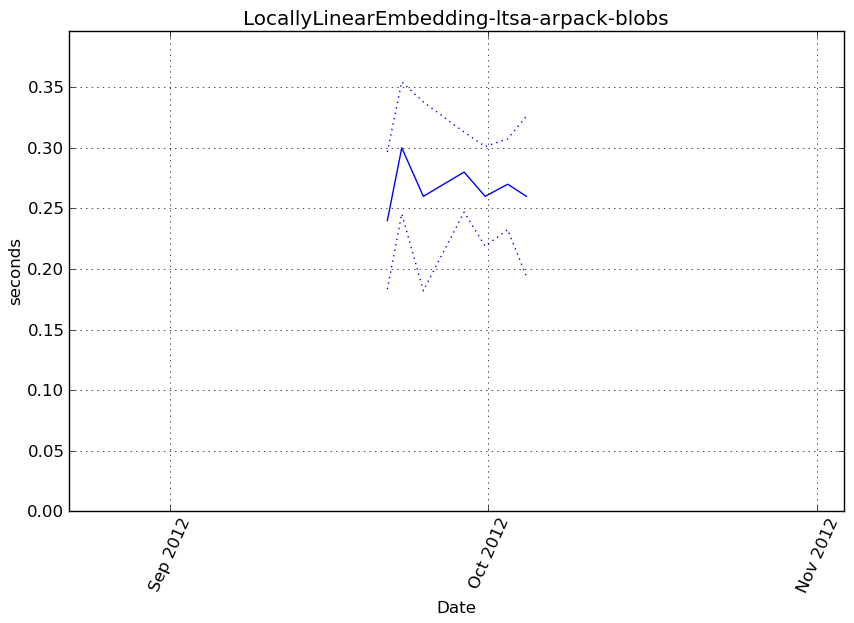 LocallyLinearEmbedding-ltsa-arpack-blobs
0.35
0.30
0.25
0.20
0.15
0.10
0.05
0.00
seconds
Sep 2012
Oct 2012
Nov 2012
Date